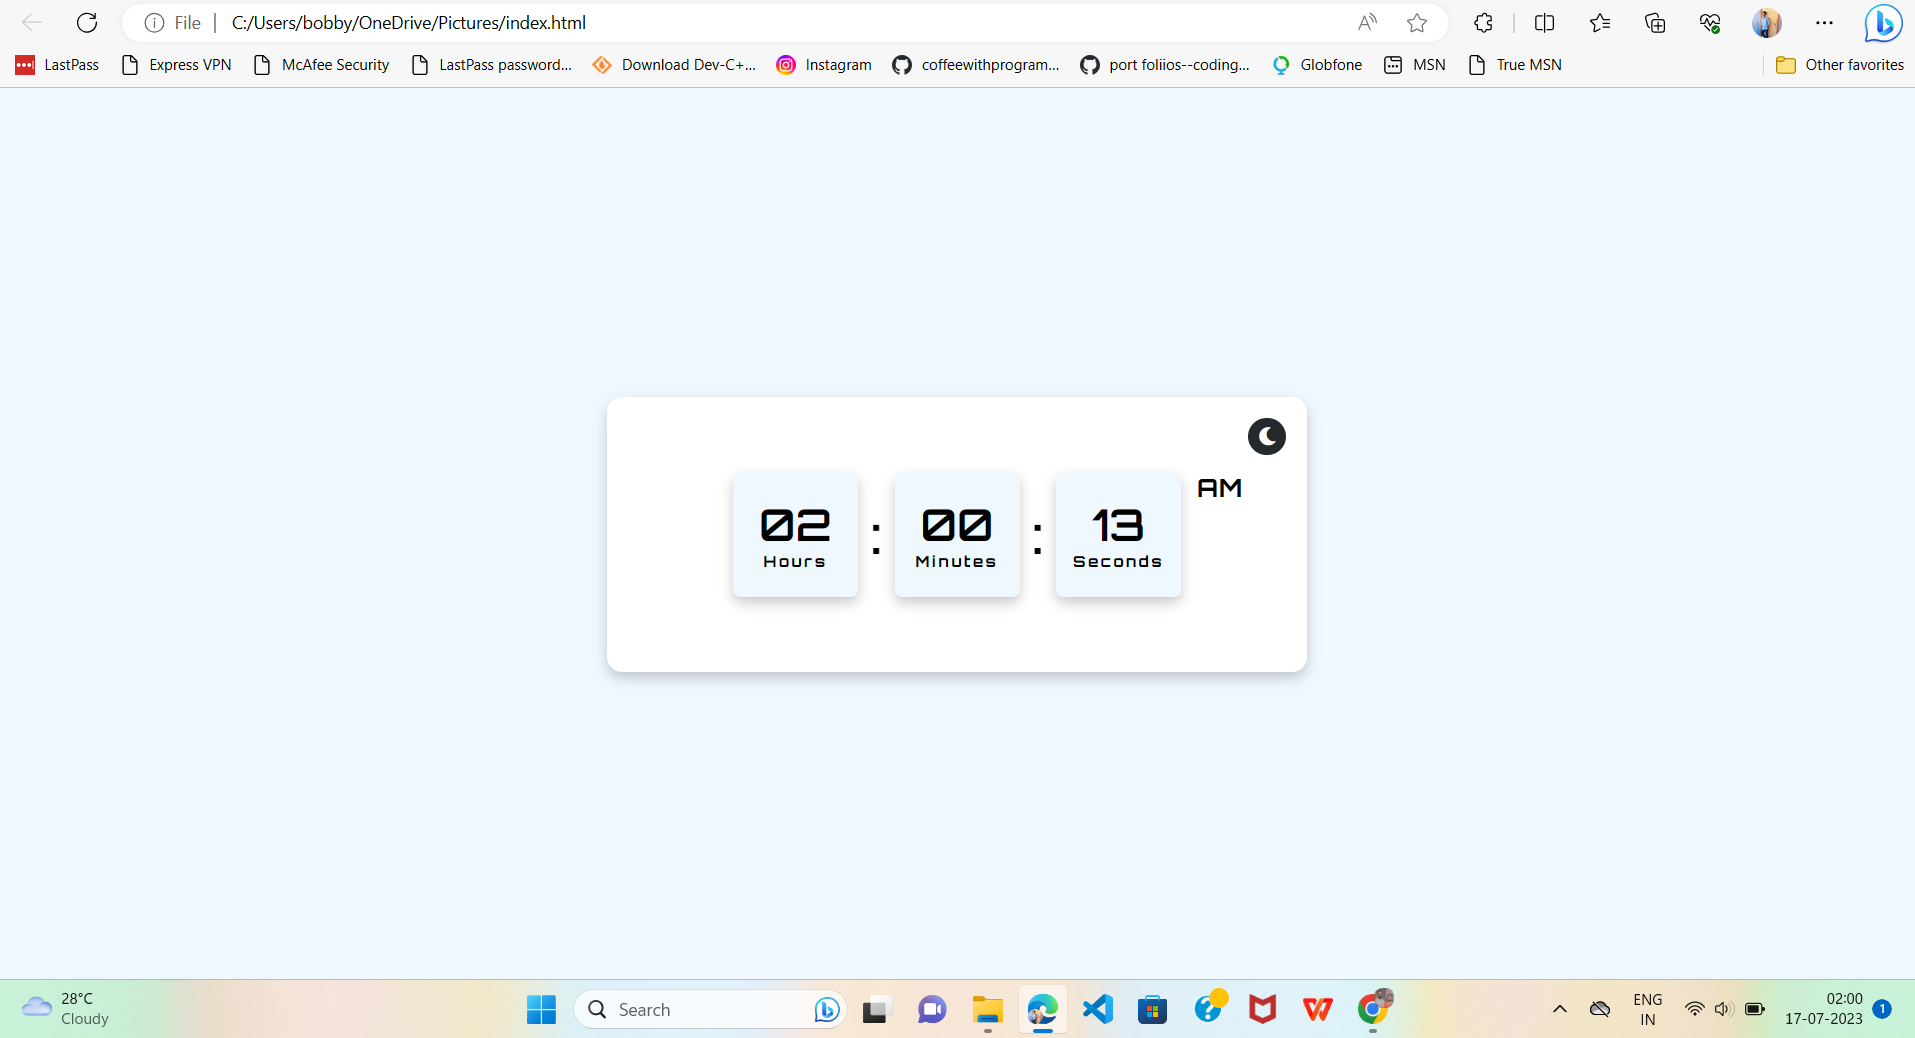 File | C:/Users/bobby/OneDrive/Pictures/index.html
LastPass Express VPN McAfee Security LastPass password... Download Dev-C+... Instagram coffeewithprogram... port foliios--coding... Globfone MSN True MSN Other favorites
AM
02 : 00 : 13
Hours Minutes Seconds
28°C
Cloudy
Search
ENG
IN
02:00
17-07-2023
1